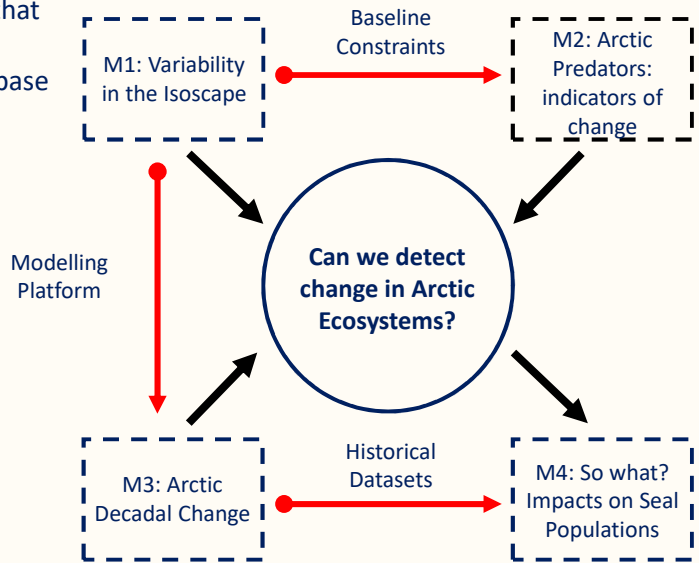 that
base
Baseline
Constraints
M1: Variability
in the Isoscape
M2: Arctic
Predators:
indicators of
change
Modelling
Platform
Can we detect
change in Arctic
Ecosystems?
Historical
Datasets
M3: Arctic
Decadal Change
M4: So what?
Impacts on Seal
Populations